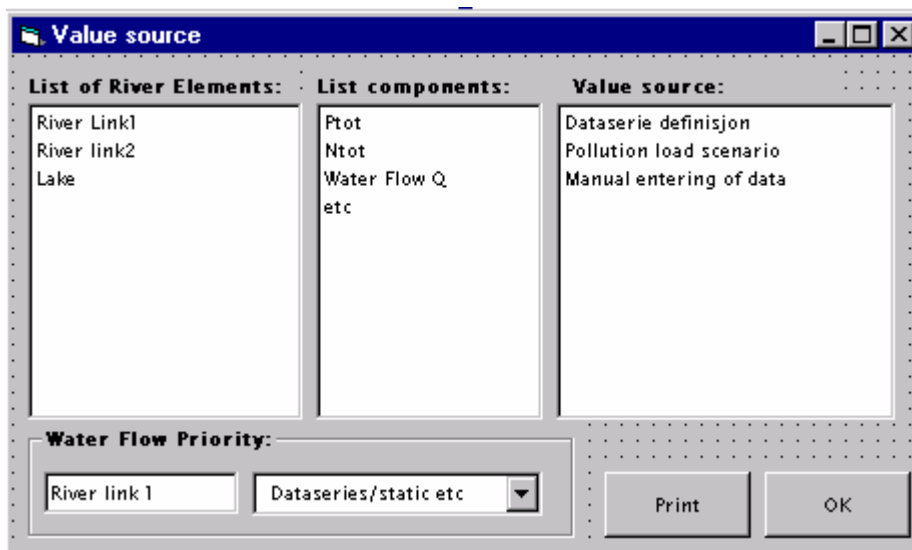 Value source
List of River Elements:
River Link1
River link2
Lake
List components:
Ptot
Ntot
Water Flow Q
etc
Value source:
Dataserie definisjon
Pollution load scenario
Manual entering of data
Water Flow Priority:
River link 1
Dataseries/static etc
Print
OK